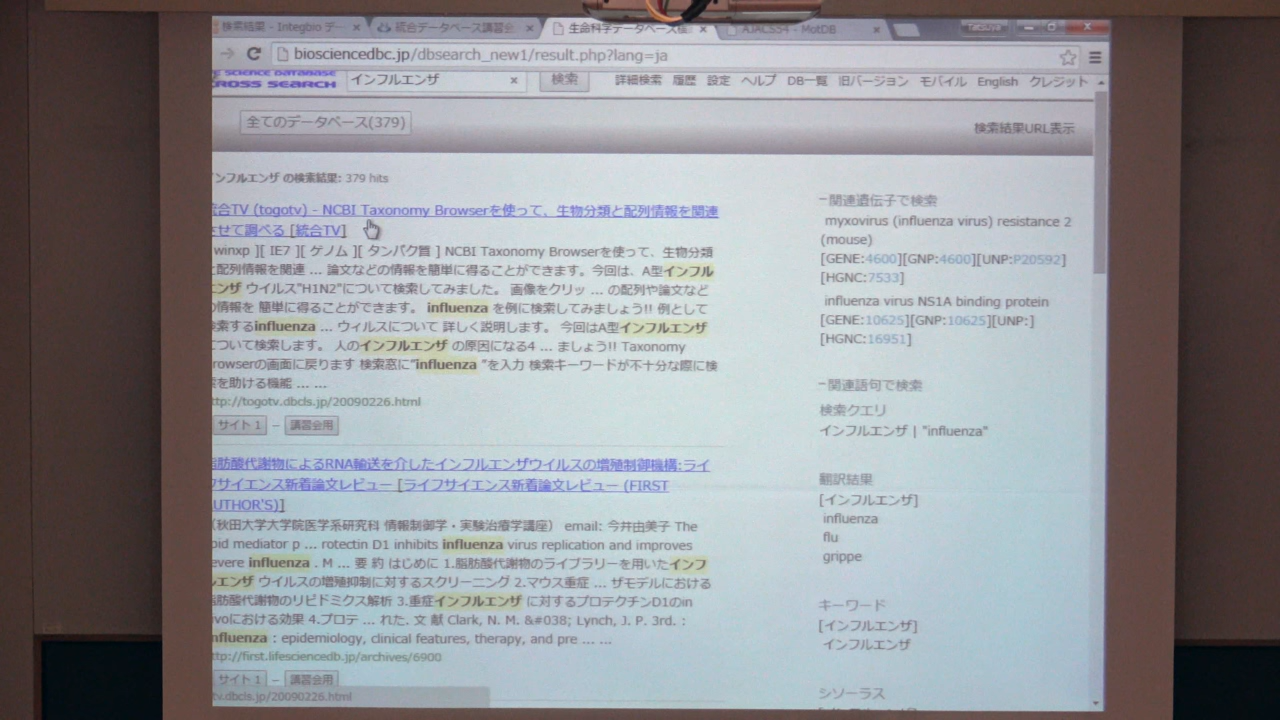 検索結果 - Integbio デー
統合データベース講習会
生命科学データベース横
AJACS54 - MotDB
biosciencedbc.jp/dbsearch_new1/result.php?lang=ja
SCIENCE DATABASE
CROSS SEARCH
インフルエンザ
検索
詳細検索 履歴 設定 ヘルプ DB一覧 旧バージョン モバイル English クレジット
全てのデータベース(379)
検索結果URL表示
ンフルエンザ の検索結果: 379 hits
統合TV (togotv) - NCBI Taxonomy Browserを使って、生物分類と配列情報を関連
させて調べる [統合TV]
winxp ][ IE7 ][ ゲノム ][ タンパク質 ] NCBI Taxonomy Browserを使って、生物分類
と配列情報を関連 ... 論文などの情報を簡単に得ることができます。今回は、A型インフル
エンザ ウイルス"H1N2"について検索してみました。 画像をクリッ ... の配列や論文など
の情報を 簡単に得ることができます。 influenza を例に検索してみましょう!! 例として
検索するinfluenza ... ウィルスについて 詳しく説明します。 今回はA型インフルエンザ
について検索します。 人のインフルエンザ の原因になる4 ... ましょう!! Taxonomy
rowserの画面に戻ります 検索窓に"influenza "を入力 検索キーワードが不十分な際に検
索を助ける機能 ... ...
ttp://togotv.dbcls.jp/20090226.html
サイト 1 - 講習会用
脂肪酸代謝物によるRNA輸送を介したインフルエンザウイルスの増殖制御機構:ライ
フサイエンス新着論文レビュー [ライフサイエンス新着論文レビュー (FIRST
AUTHOR'S)]
（秋田大学大学院医学系研究科 情報制御学・実験治療学講座） email: 今井由美子 The
pid mediator p ... rotectin D1 inhibits influenza virus replication and improves
evere influenza . M ... 要 約 はじめに 1.脂肪酸代謝物のライブラリーを用いたインフ
ルエンザ ウイルスの増殖抑制に対するスクリーニング 2.マウス重症 ... ザモデルにおける
脂肪酸代謝物のリピドミクス解析 3.重症インフルエンザ に対するプロテクチンD1のin
ivoにおける効果 4.プロテ ... れた. 文 献 Clark, N. M. &#038; Lynch, J. P. 3rd. :
nfluenza : epidemiology, clinical features, therapy, and pre ... ...
ttp://first.lifesciencedb.jp/archives/6900
サイト 1 - 講習会用
tv.dbcls.jp/20090226.html
−関連遺伝子で検索
myxovirus (influenza virus) resistance 2
(mouse)
[GENE:4600][GNP:4600][UNP:P20592]
[HGNC:7533]
influenza virus NS1A binding protein
[GENE:10625][GNP:10625][UNP:]
[HGNC:16951]
−関連語句で検索
検索クエリ
インフルエンザ | "influenza"
翻訳結果
[インフルエンザ]
influenza
flu
grippe
キーワード
[インフルエンザ]
インフルエンザ
シソーラス